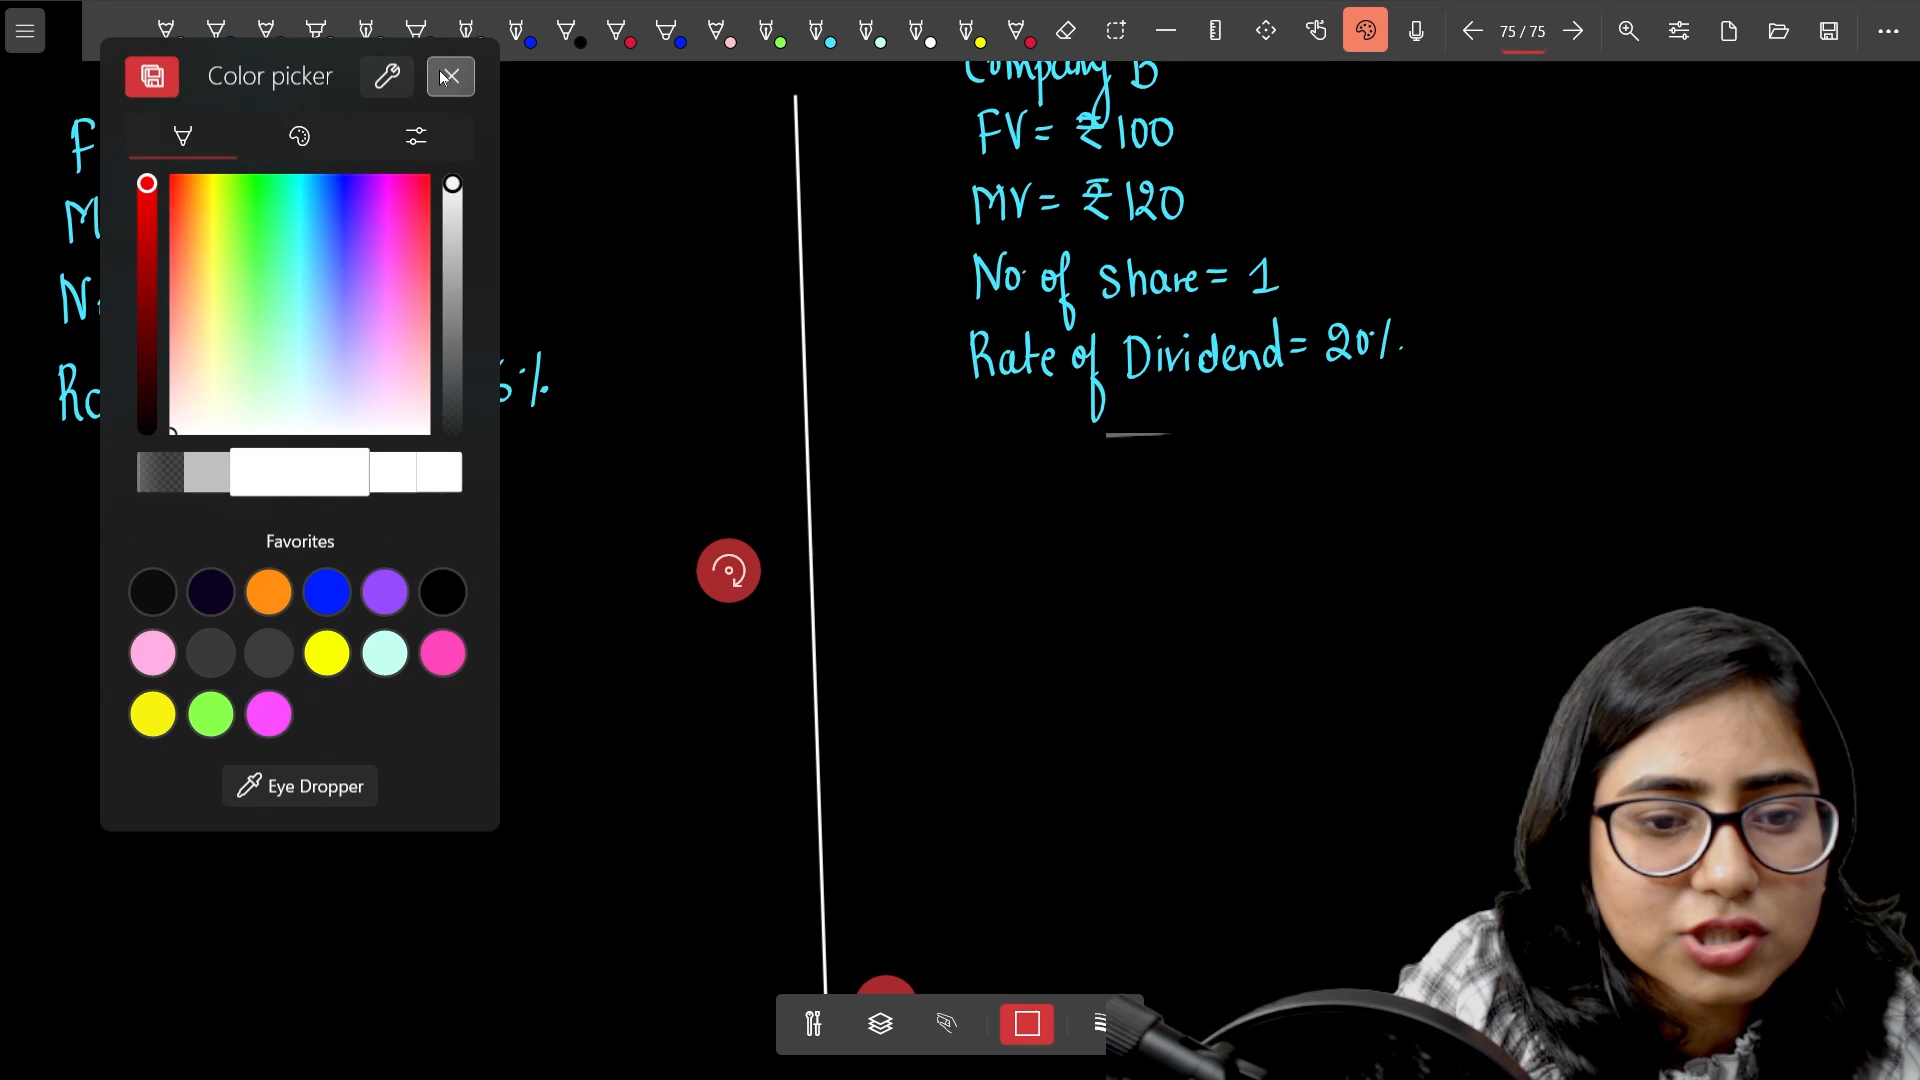 75 / 75
Color picker
Favorites
Eye Dropper
Company B
FV = ₹100
MV = ₹120
No. of share = 1
Rate of Dividend = 20%.